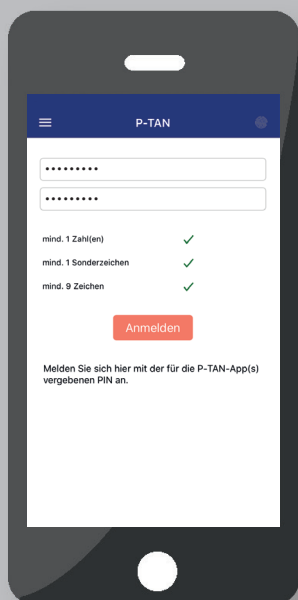 P-TAN
•••••••••
•••••••••
mind. 1 Zahl(en)
mind. 1 Sonderzeichen
mind. 9 Zeichen
Anmelden
Melden Sie sich hier mit der für die P-TAN-App(s)
vergebenen PIN an.